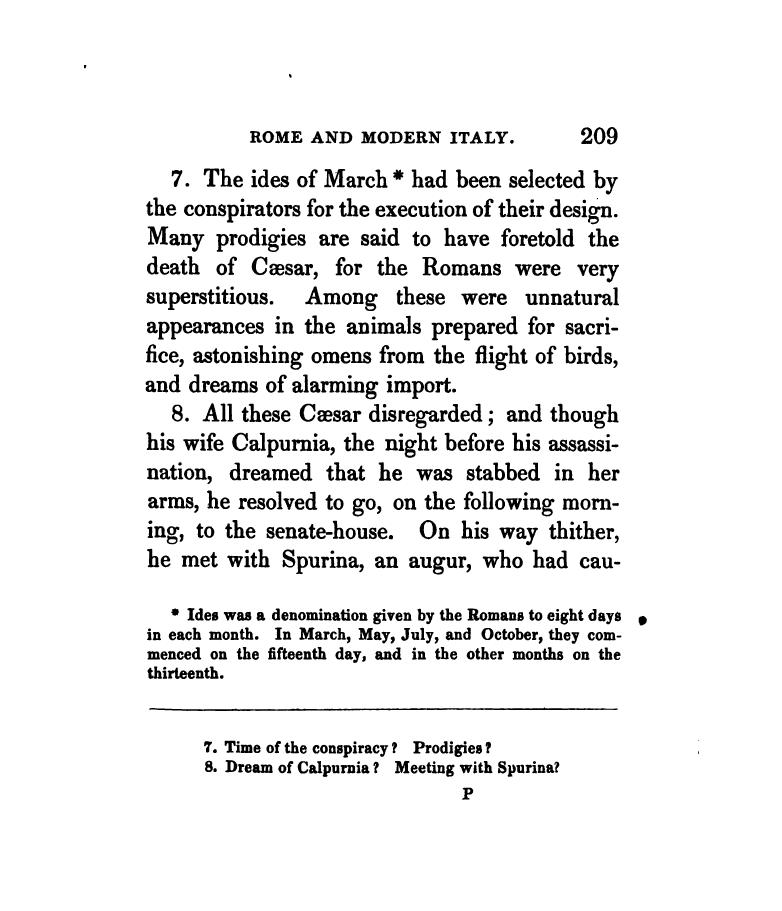 ROME AND MODERN ITALY. 209
7. The ides of March * had been selected by
the conspirators for the execution of their design.
Many prodigies are said to have foretold the
death of Cæsar, for the Romans were very
superstitious. Among these were unnatural
appearances in the animals prepared for sacri-
fice, astonishing omens from the flight of birds,
and dreams of alarming import.
8. All these Cæsar disregarded ; and though
his wife Calpurnia, the night before his assassi-
nation, dreamed that he was stabbed in her
arms, he resolved to go, on the following morn-
ing, to the senate-house. On his way thither,
he met with Spurina, an augur, who had cau-
* Ides was a denomination given by the Romans to eight days
in each month. In March, May, July, and October, they com-
menced on the fifteenth day, and in the other months on the
thirteenth.
7. Time of the conspiracy ? Prodigies ?
8. Dream of Calpurnia ? Meeting with Spurina?
P